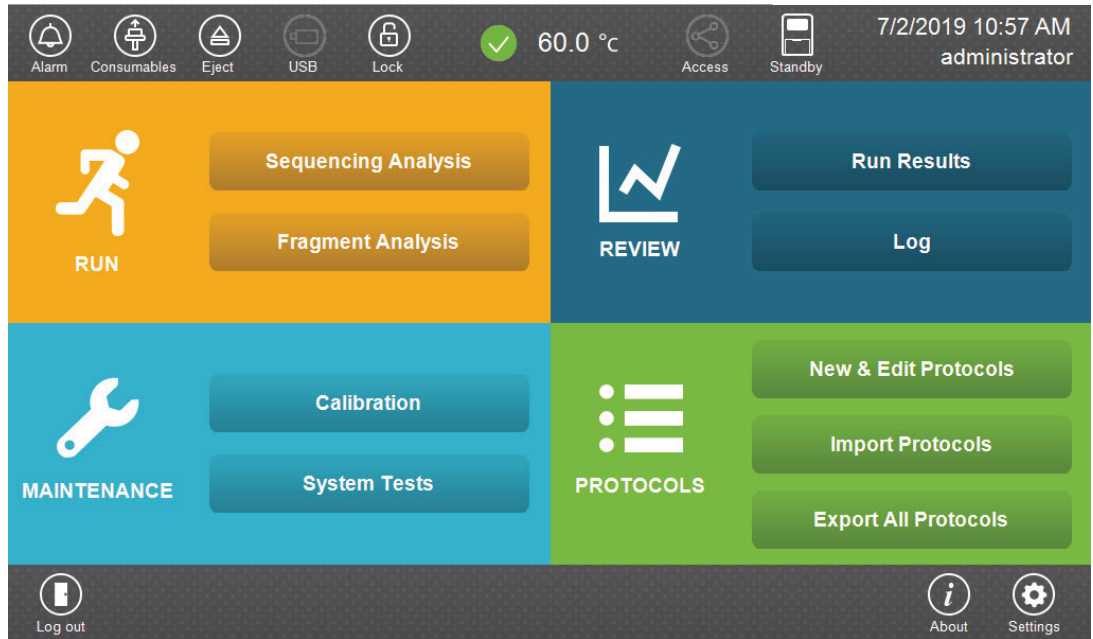 Alarm
Consumables
Eject
USB
Lock
60.0 °c
Access
Standby
7/2/2019 10:57 AM
administrator
RUN
Sequencing Analysis
Fragment Analysis
REVIEW
Run Results
Log
MAINTENANCE
Calibration
System Tests
PROTOCOLS
New & Edit Protocols
Import Protocols
Export All Protocols
Log out
i
About
Settings